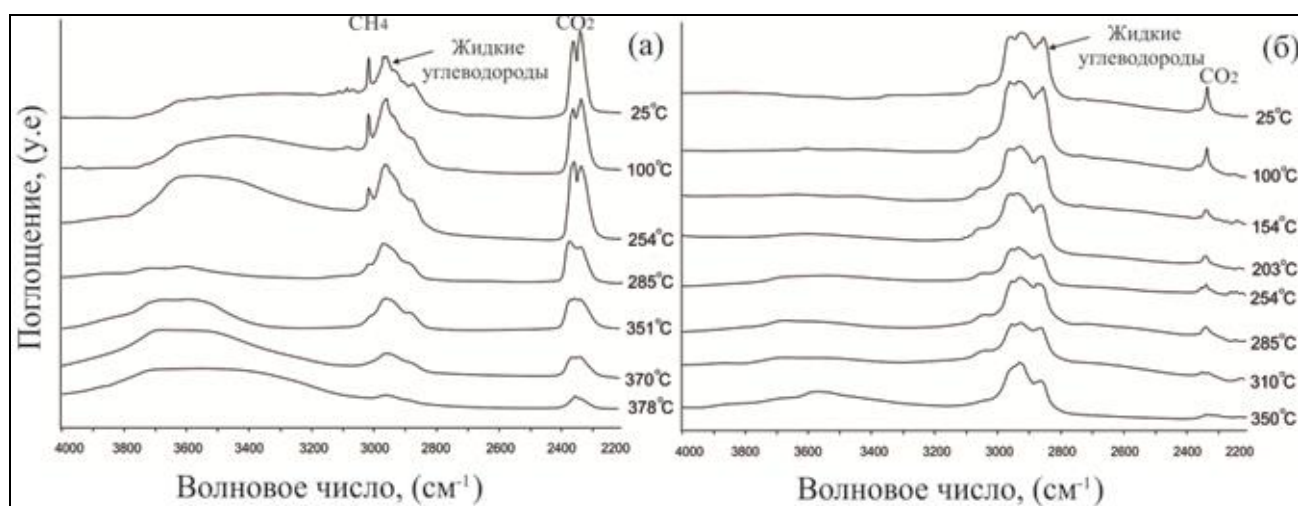 Поглощение, (у.е)
CH4
CO2
(а)
Жидкие
углеводороды
25°C
100°C
254°C
285°C
351°C
370°C
378°C
4000 3800 3600 3400 3200 3000 2800 2600 2400 2200
Волновое число, (см-1)
(б)
Жидкие
углеводороды
CO2
25°C
100°C
154°C
203°C
254°C
285°C
310°C
350°C
4000 3800 3600 3400 3200 3000 2800 2600 2400 2200
Волновое число, (см-1)